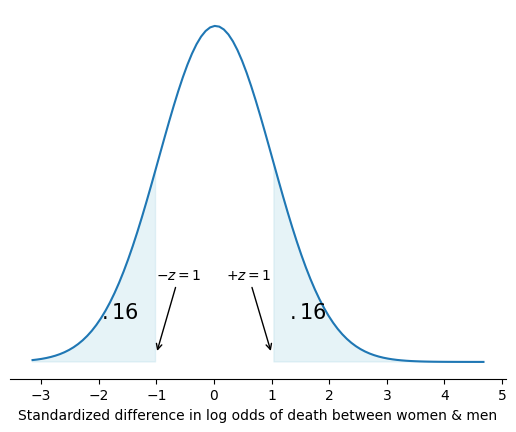 −z = 1
+z = 1
.16
.16
−3 −2 −1 0 1 2 3 4 5
Standardized difference in log odds of death between women & men